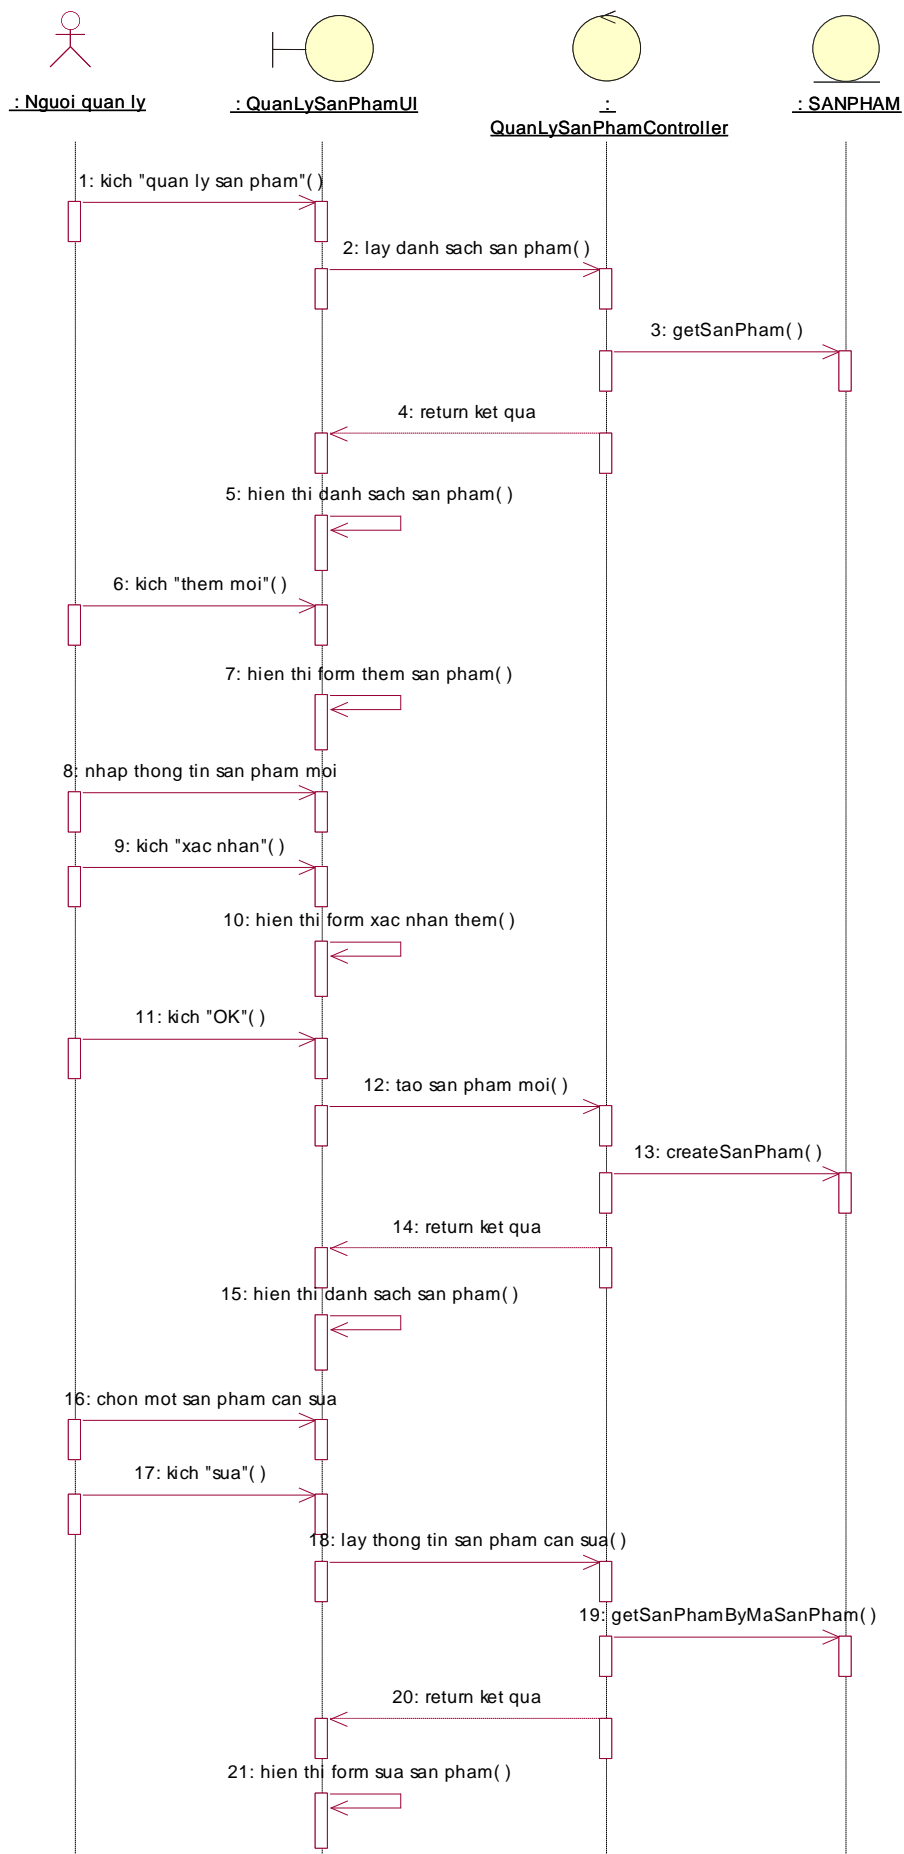 : Nguoi quan ly
: QuanLySanPhamUI
:
QuanLySanPhamController
: SANPHAM
1: kich "quan ly san pham"( )
2: lay danh sach san pham( )
3: getSanPham( )
4: return ket qua
5: hien thi danh sach san pham( )
6: kich "them moi"( )
7: hien thi form them san pham( )
8: nhap thong tin san pham moi
9: kich "xac nhan"( )
10: hien thi form xac nhan them( )
11: kich "OK"( )
12: tao san pham moi( )
13: createSanPham( )
14: return ket qua
15: hien thi danh sach san pham( )
16: chon mot san pham can sua
17: kich "sua"( )
18: lay thong tin san pham can sua( )
19: getSanPhamByMaSanPham( )
20: return ket qua
21: hien thi form sua san pham( )